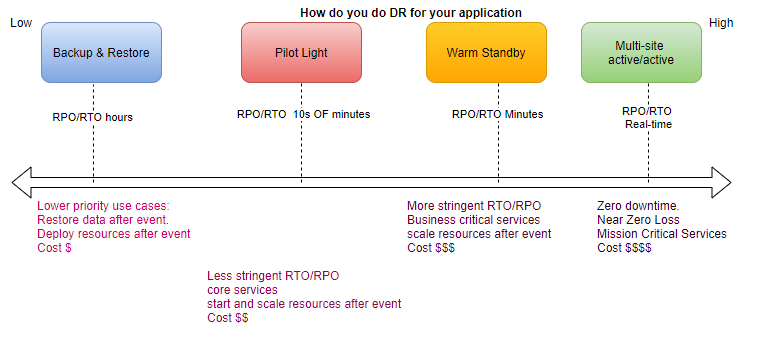 How do you do DR for your application
Low
High
Backup & Restore
Pilot Light
Warm Standby
Multi-site
active/active
RPO/RTO hours
RPO/RTO 10s OF minutes
RPO/RTO Minutes
RPO/RTO
Real-time
Lower priority use cases:
Restore data after event.
Deploy resources after event
Cost $
Less stringent RTO/RPO
core services
start and scale resources after event
Cost $$
More stringent RTO/RPO
Business critical services
scale resources after event
Cost $$$
Zero downtime.
Near Zero Loss
Mission Critical Services
Cost $$$$